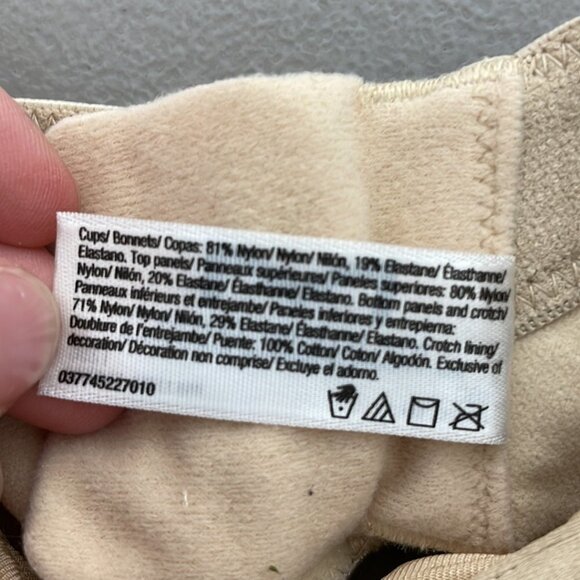 Cups/ Bonnets/ Copas: 81% Nylon/ Nylon/ Nilón, 19% Elastane/ Élasthanne/
Elastano. Top panels/ Panneaux supérieures/ Paneles superiores: 80% Nylon/
Nylon/ Nilón, 20% Elastane/ Élasthanne/ Elastano. Bottom panels and crotch/
Panneaux inférieurs et entrejambe/ Paneles inferiores y entrepierna:
71% Nylon/ Nylon/ Nilón, 29% Elastane/ Élasthanne/ Elastano. Crotch lining/
Doublure de l'entrejambe/ Puente: 100% Cotton/ Coton/ Algodón. Exclusive of
decoration/ Décoration non comprise/ Excluye el adorno.
037745227010